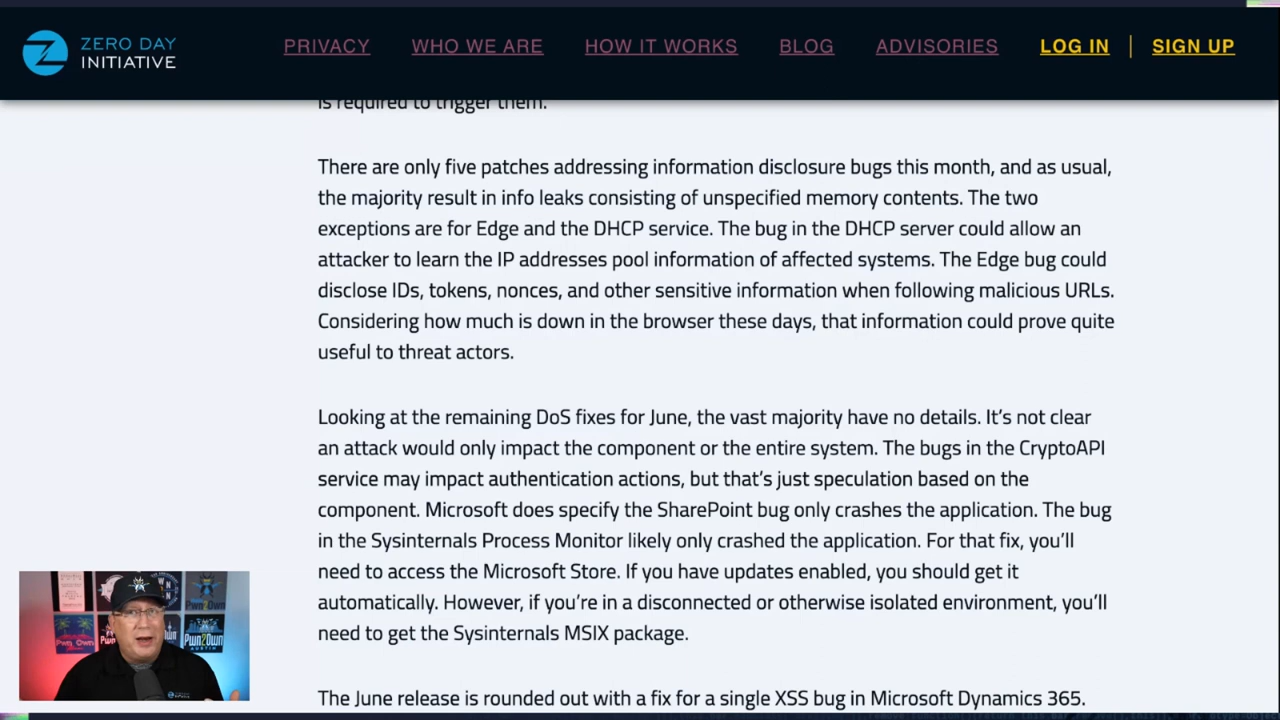 ZERO DAY
INITIATIVE
PRIVACY
WHO WE ARE
HOW IT WORKS
BLOG
ADVISORIES
LOG IN
SIGN UP
is required to trigger them.
There are only five patches addressing information disclosure bugs this month, and as usual,
the majority result in info leaks consisting of unspecified memory contents. The two
exceptions are for Edge and the DHCP service. The bug in the DHCP server could allow an
attacker to learn the IP addresses pool information of affected systems. The Edge bug could
disclose IDs, tokens, nonces, and other sensitive information when following malicious URLs.
Considering how much is down in the browser these days, that information could prove quite
useful to threat actors.
Looking at the remaining DoS fixes for June, the vast majority have no details. It's not clear
an attack would only impact the component or the entire system. The bugs in the CryptoAPI
service may impact authentication actions, but that's just speculation based on the
component. Microsoft does specify the SharePoint bug only crashes the application. The bug
in the Sysinternals Process Monitor likely only crashed the application. For that fix, you'll
need to access the Microsoft Store. If you have updates enabled, you should get it
automatically. However, if you're in a disconnected or otherwise isolated environment, you'll
need to get the Sysinternals MSIX package.
The June release is rounded out with a fix for a single XSS bug in Microsoft Dynamics 365.
Pwn2Own
Pwn2Own
AUSTIN